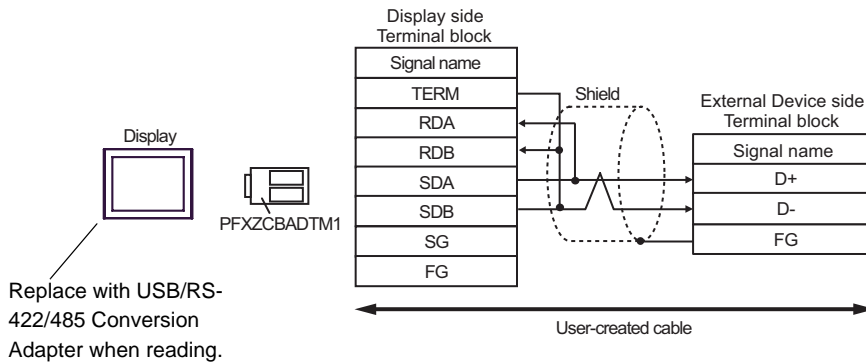 Display side
Terminal block
Signal name
TERM
RDA
RDB
SDA
SDB
SG
FG
Shield
External Device side
Terminal block
Signal name
D+
D-
FG
Display
PFXZCBADTM1
Replace with USB/RS-
422/485 Conversion
Adapter when reading.
User-created cable